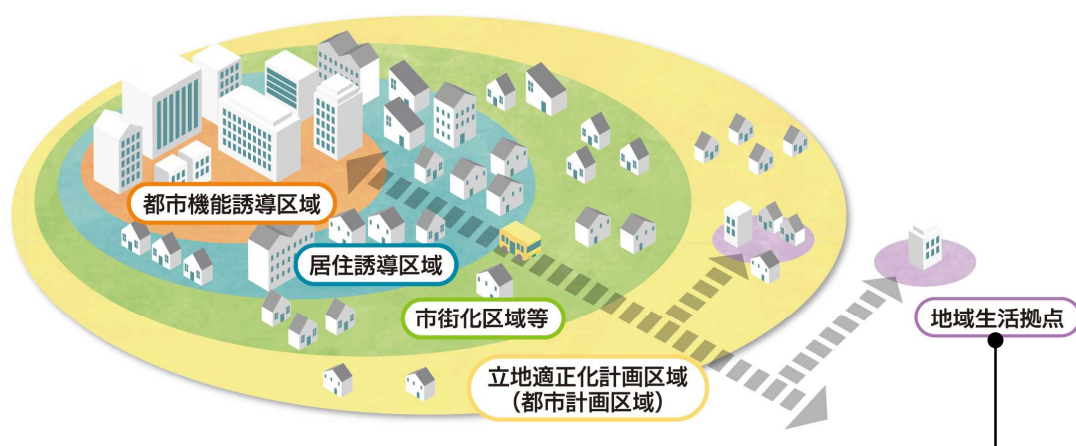 都市機能誘導区域
居住誘導区域
市街化区域等
地域生活拠点
立地適正化計画区域
（都市計画区域）